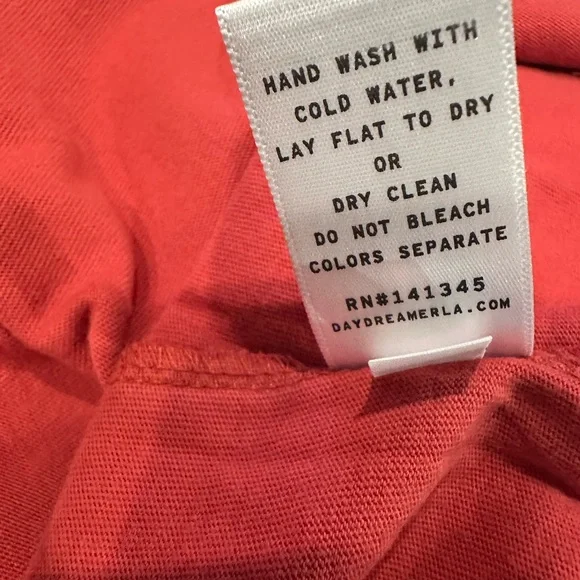 HAND WASH WITH
COLD WATER,
LAY FLAT TO DRY
OR
DRY CLEAN
DO NOT BLEACH
COLORS SEPARATE
RN#141345
DAYDREAMERLA.COM